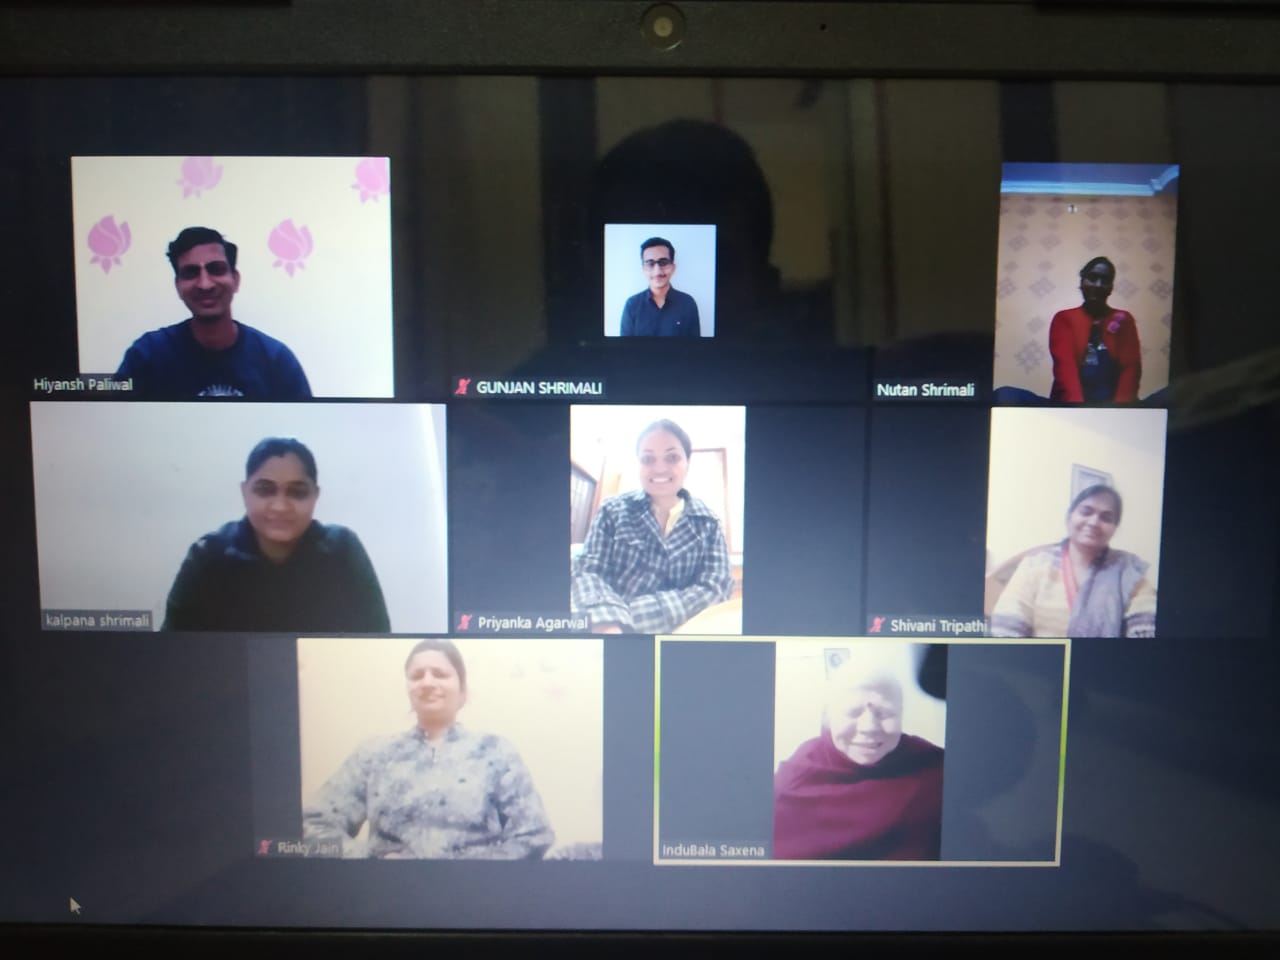 Hiyansh Paliwal
GUNJAN SHRIMALI
Nutan Shrimali
kalpana shrimali
Priyanka Agarwal
Shivani Tripathi
Rinky Jain
InduBala Saxena